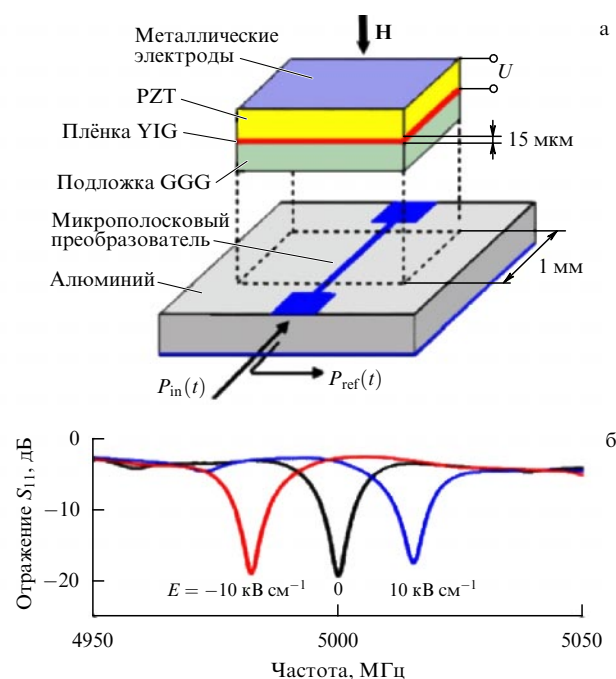 Металлические
электроды
H
а
PZT
U
Плёнка YIG
15 мкм
Подложка GGG
Микрополосковый
преобразователь
Алюминий
1 мм
P_in(t)
P_ref(t)
б
Отражение S_11, дБ
0
−10
−20
E = −10 кВ см⁻¹
0
10 кВ см⁻¹
4950
5000
5050
Частота, МГц